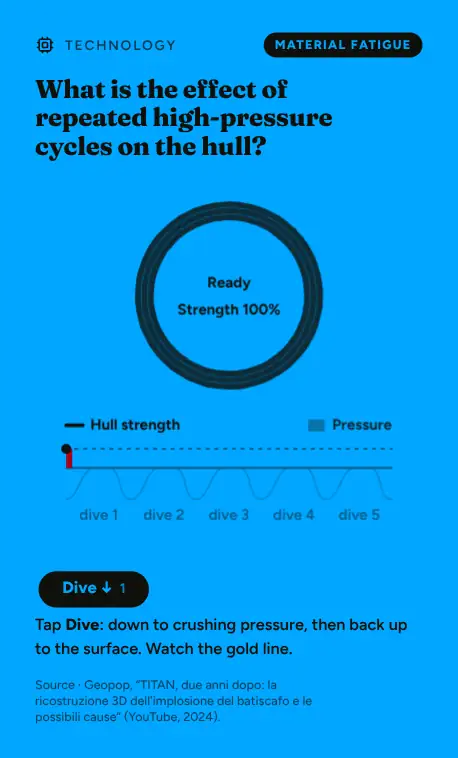 TECHNOLOGY
MATERIAL FATIGUE
What is the effect of
repeated high-pressure
cycles on the hull?
Ready
Strength 100%
Hull strength
Pressure
dive 1 dive 2 dive 3 dive 4 dive 5
Dive ↓ 1
Tap Dive: down to crushing pressure, then back up
to the surface. Watch the gold line.
Source · Geopop, “TITAN, due anni dopo: la
ricostruzione 3D dell'implosione del batiscafo e le
possibili cause” (YouTube, 2024).